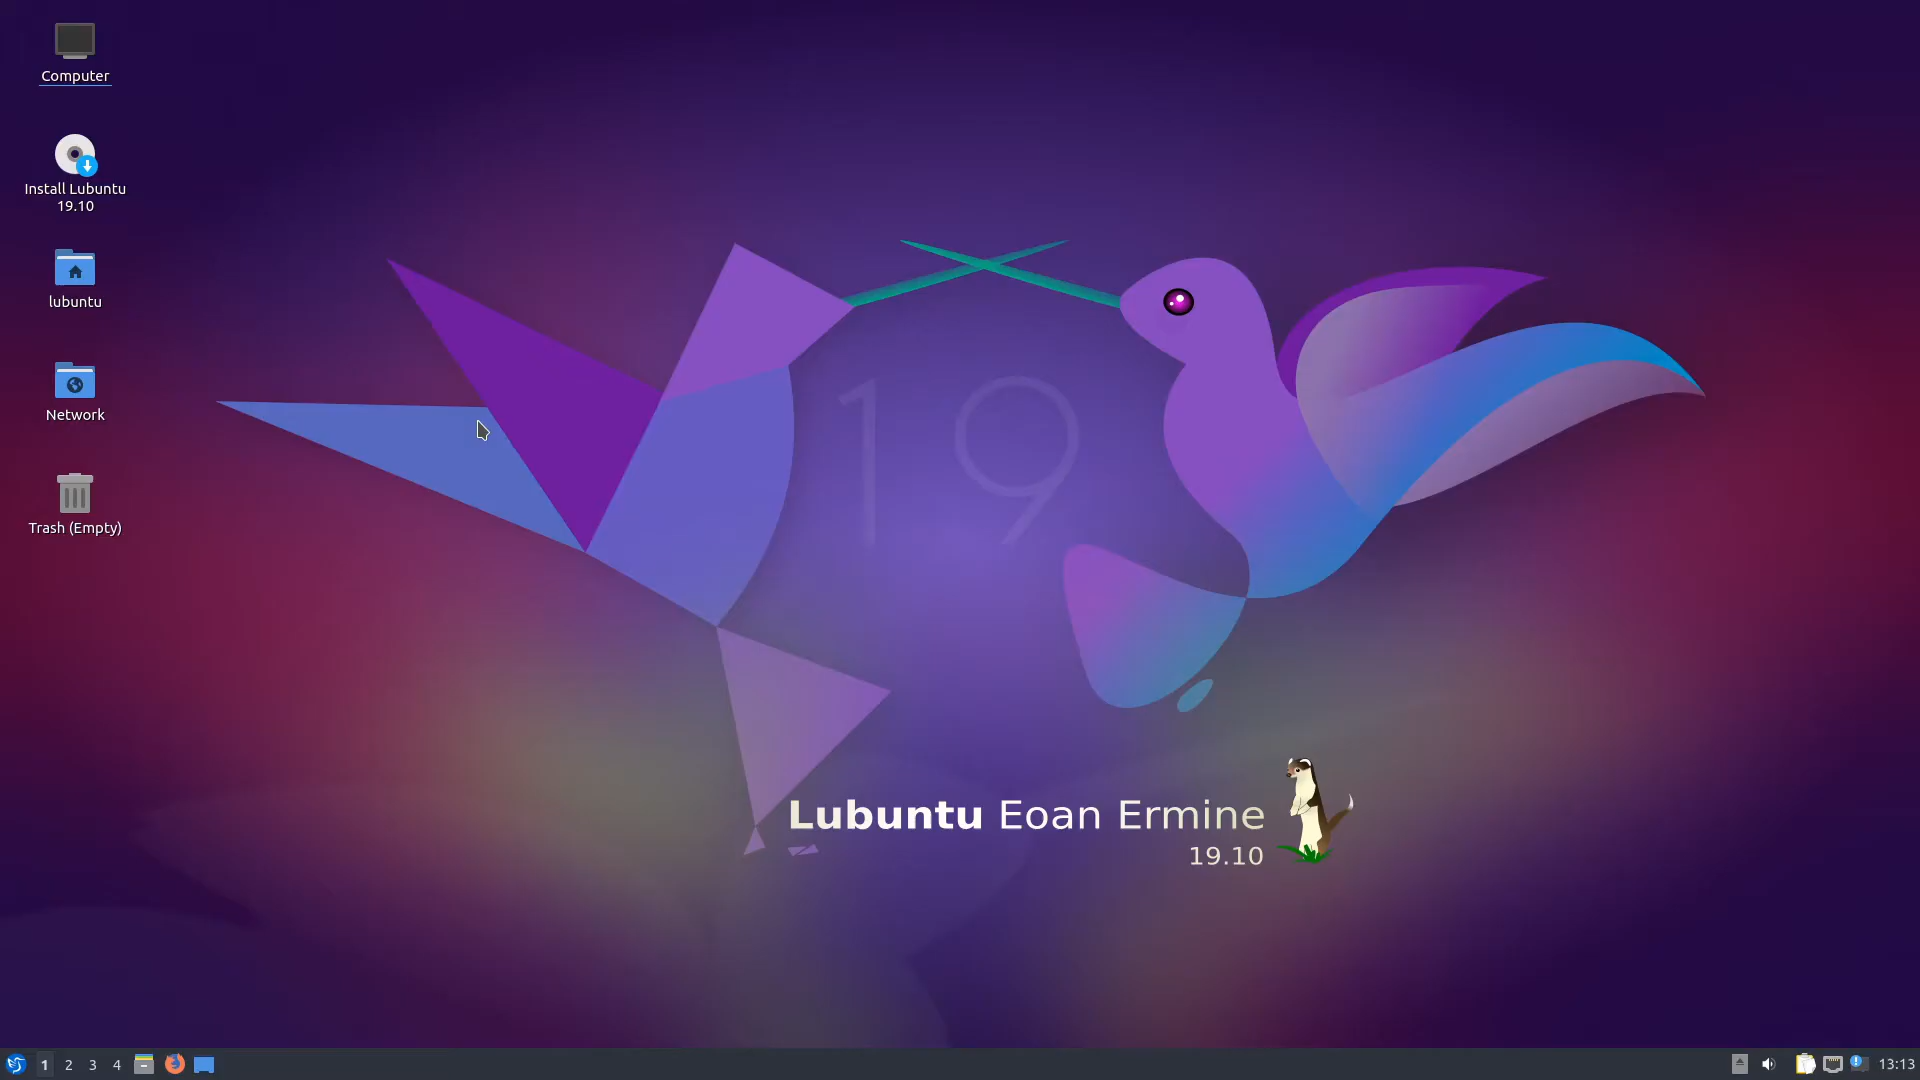 Computer
Install Lubuntu
19.10
lubuntu
Network
Trash (Empty)
19
Lubuntu Eoan Ermine
19.10
1 2 3 4
13:13